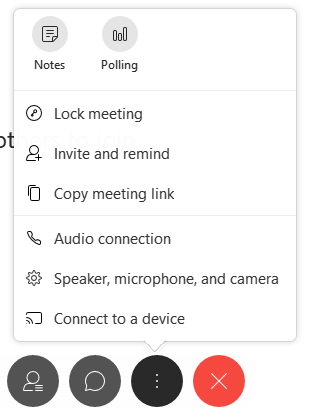 Notes
Polling
Lock meeting
Invite and remind
Copy meeting link
Audio connection
Speaker, microphone, and camera
Connect to a device